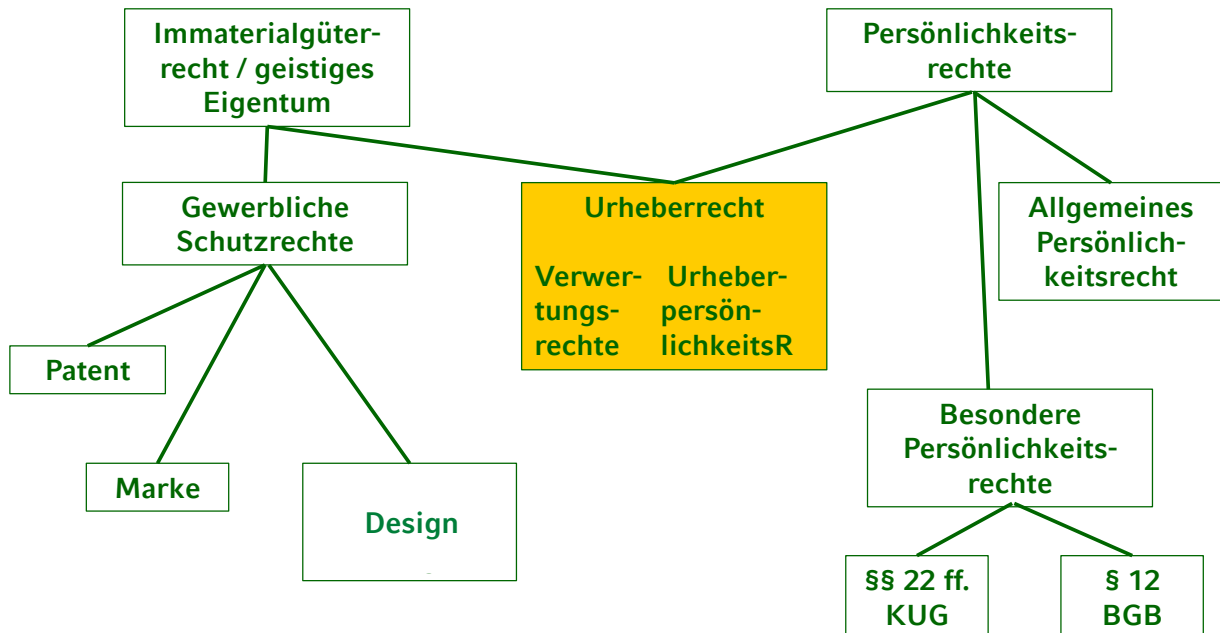 Immaterialgüter-
recht / geistiges
Eigentum
Persönlichkeits-
rechte
Gewerbliche
Schutzrechte
Urheberrecht
Verwer-
tungs-
rechte
Urheber-
persön-
lichkeitsR
Allgemeines
Persönlich-
keitsrecht
Patent
Marke
Design
Besondere
Persönlichkeits-
rechte
§§ 22 ff.
KUG
§ 12
BGB